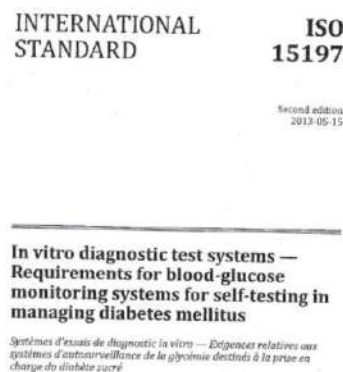 INTERNATIONAL
STANDARD
ISO
15197
Second edition
2013-05-15
In vitro diagnostic test systems —
Requirements for blood-glucose
monitoring systems for self-testing in
managing diabetes mellitus
Systèmes d'essais de diagnostic in vitro — Exigences relatives aux
systèmes d'autosurveillance de la glycémie destinés à la prise en
charge du diabète sucré